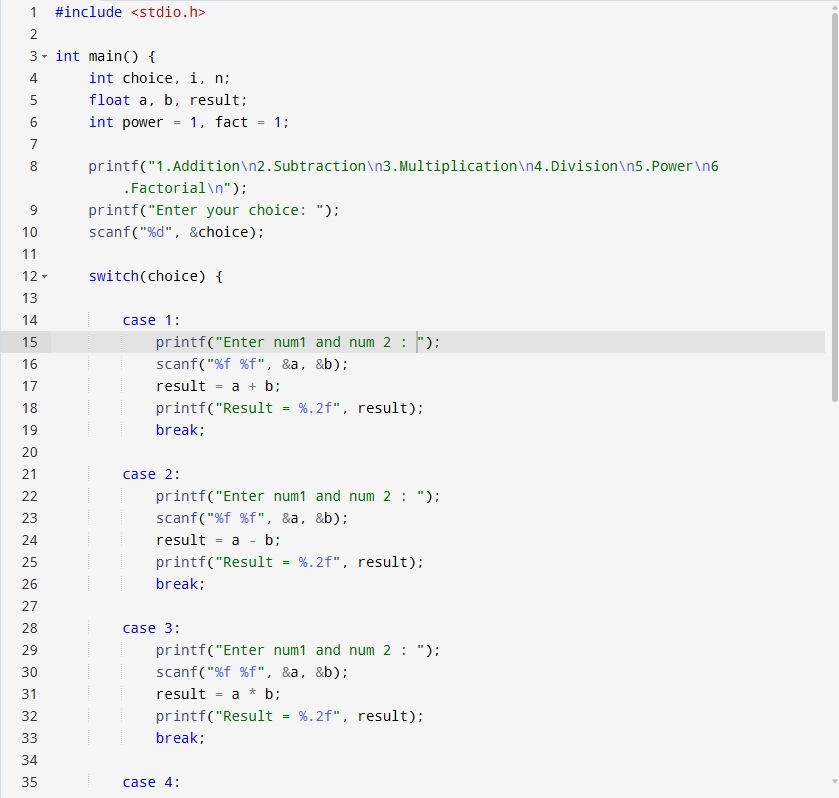 1 #include <stdio.h>
2
3 int main() {
4 int choice, i, n;
5 float a, b, result;
6 int power = 1, fact = 1;
7
8 printf("1.Addition\n2.Subtraction\n3.Multiplication\n4.Division\n5.Power\n6
.Factorial\n");
9 printf("Enter your choice: ");
10 scanf("%d", &choice);
11
12 switch(choice) {
13
14 case 1:
15 printf("Enter num1 and num 2 : ");
16 scanf("%f %f", &a, &b);
17 result = a + b;
18 printf("Result = %.2f", result);
19 break;
20
21 case 2:
22 printf("Enter num1 and num 2 : ");
23 scanf("%f %f", &a, &b);
24 result = a - b;
25 printf("Result = %.2f", result);
26 break;
27
28 case 3:
29 printf("Enter num1 and num 2 : ");
30 scanf("%f %f", &a, &b);
31 result = a * b;
32 printf("Result = %.2f", result);
33 break;
34
35 case 4: